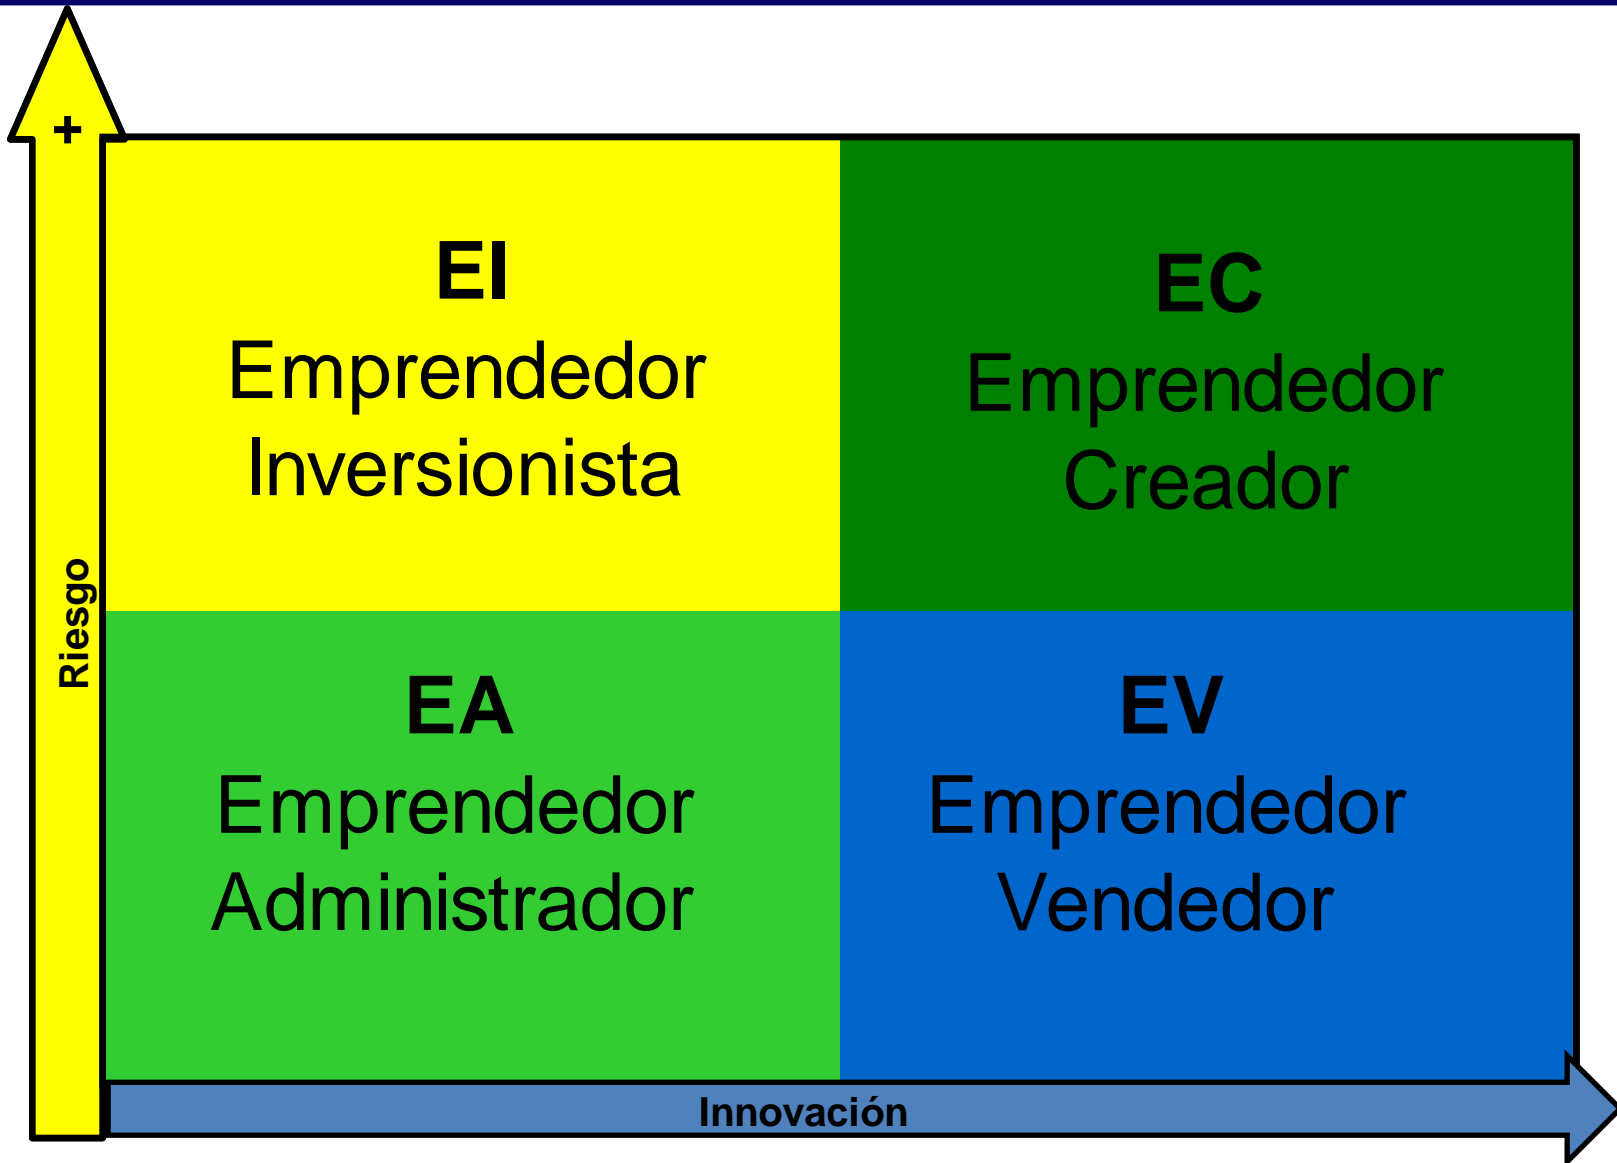 +
EI
Emprendedor
Inversionista
EC
Emprendedor
Creador
Riesgo
EA
Emprendedor
Administrador
EV
Emprendedor
Vendedor
Innovación